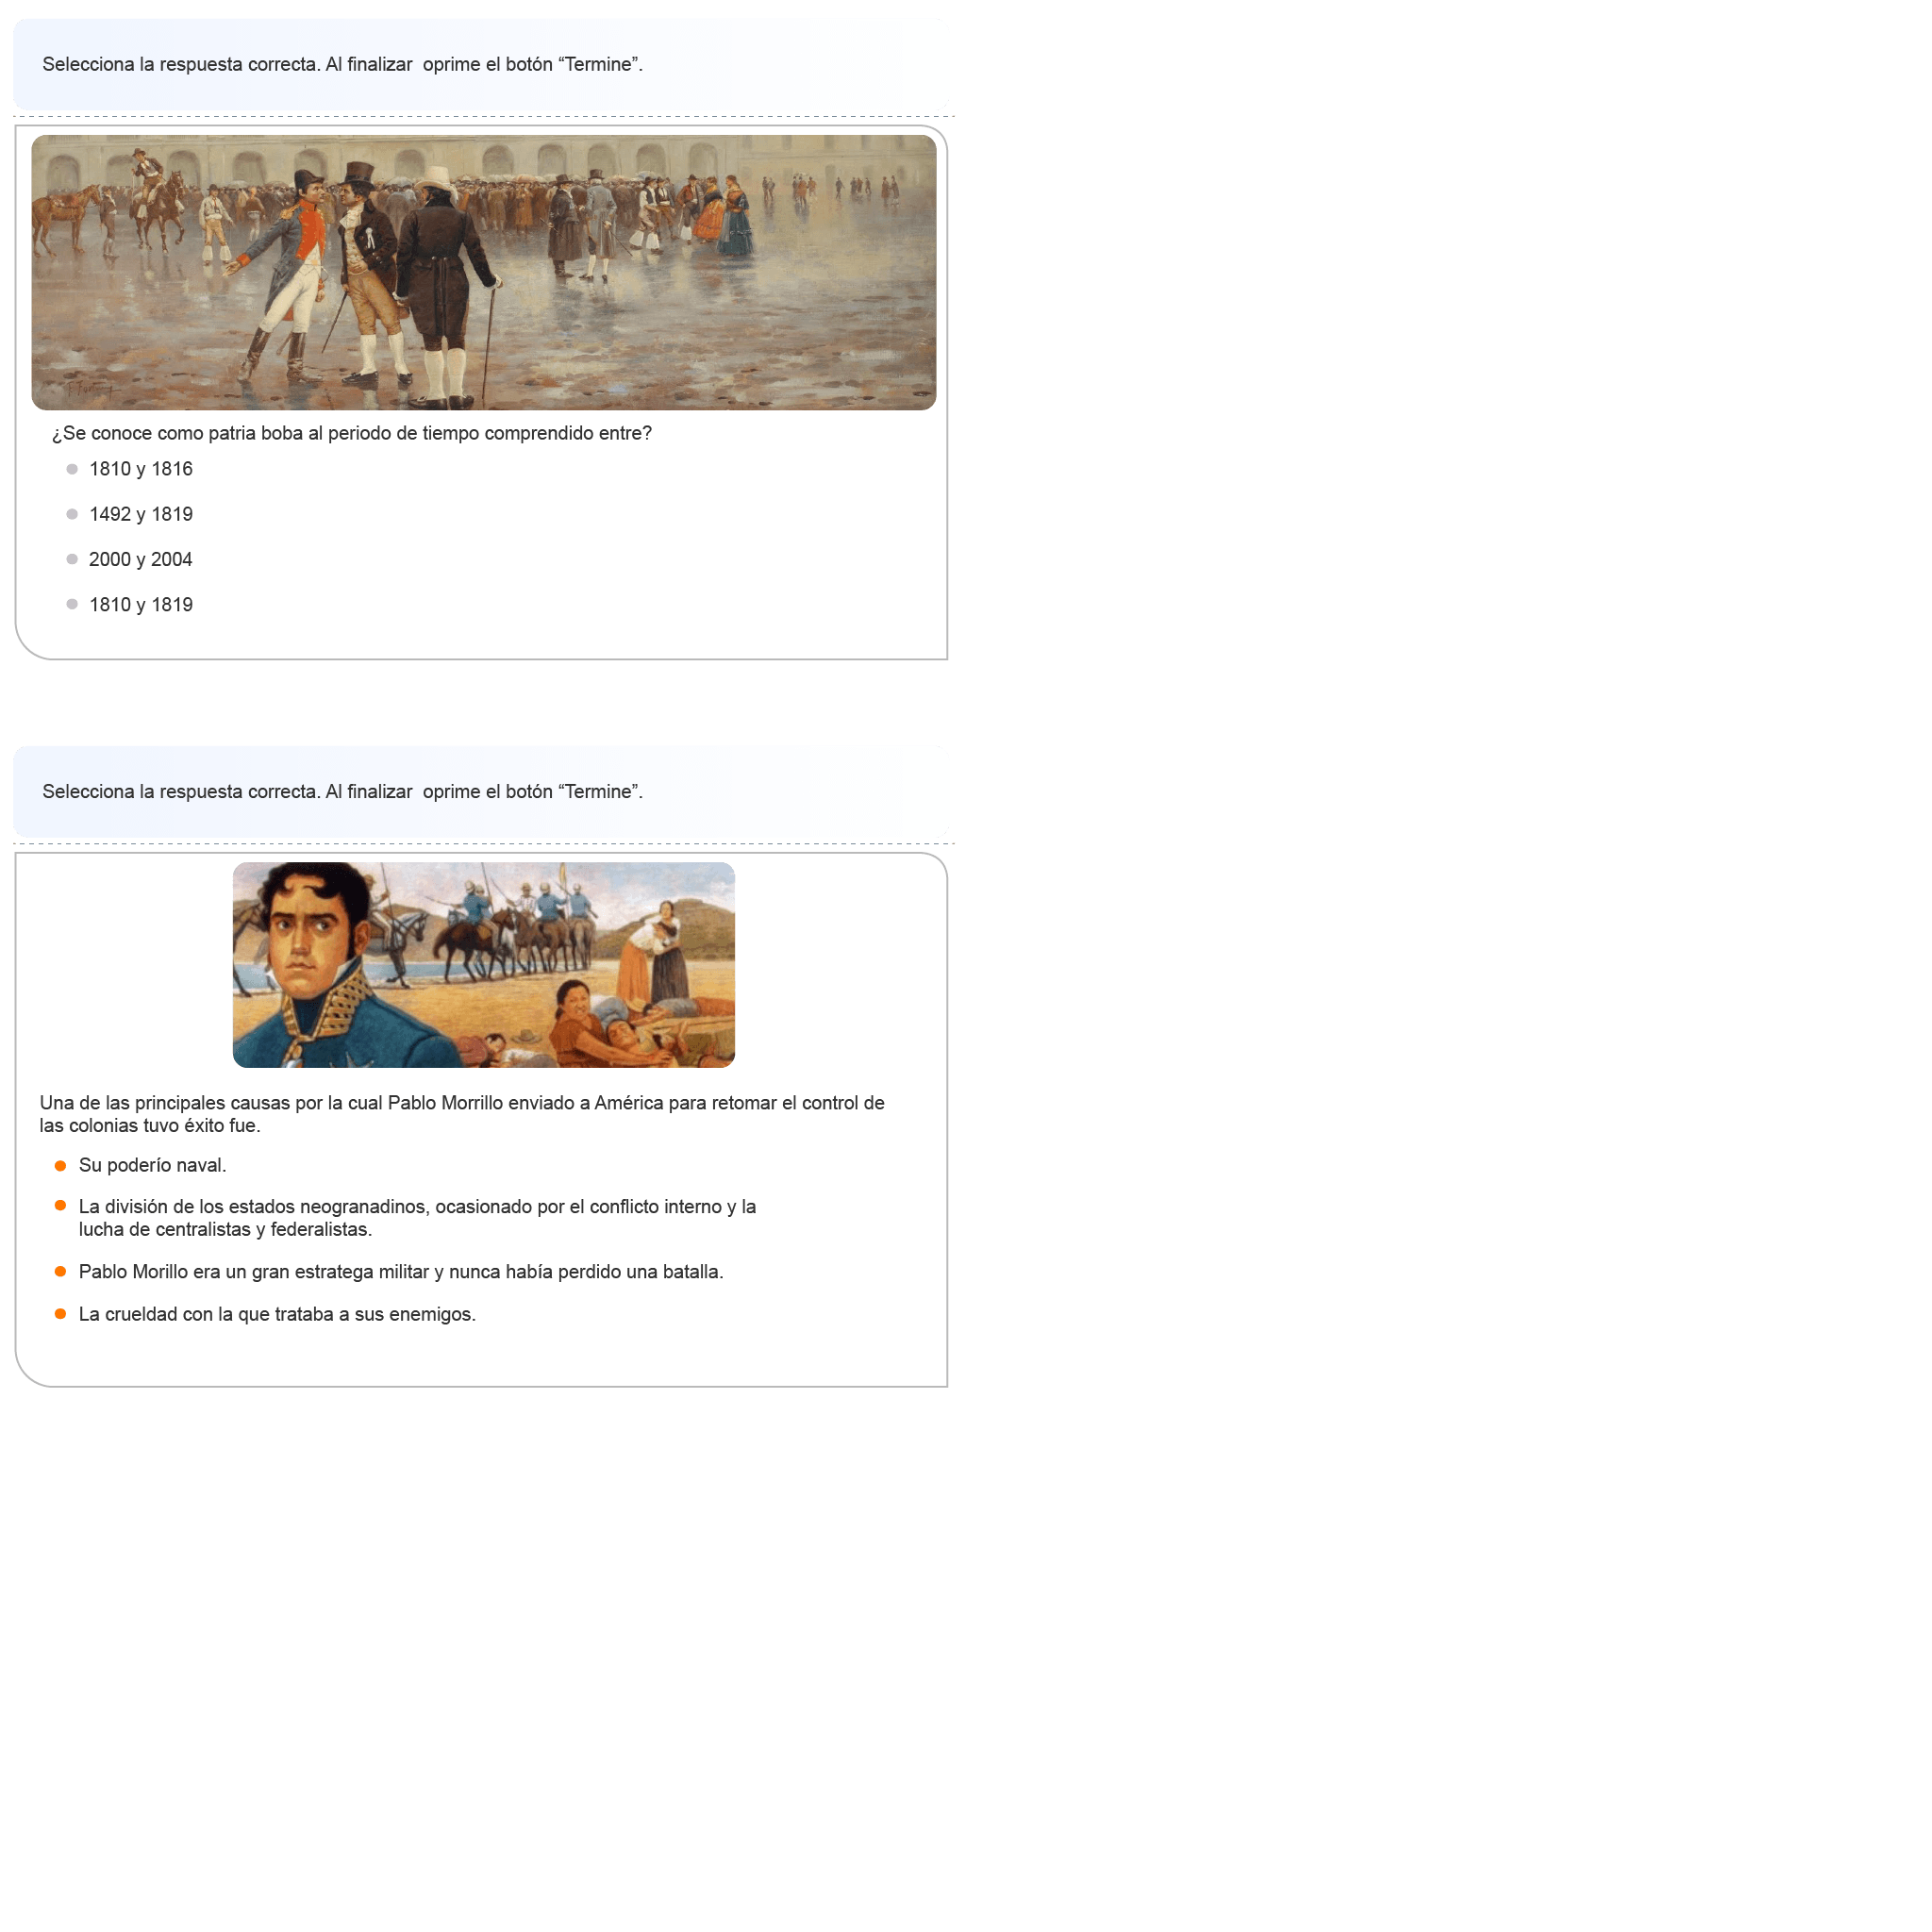 Selecciona la respuesta correcta. Al finalizar  oprime el botón “Termine”.
¿Se conoce como patria boba al periodo de tiempo comprendido entre?
1810 y 1816
1492 y 1819
2000 y 2004
1810 y 1819
Selecciona la respuesta correcta. Al finalizar  oprime el botón “Termine”.
Una de las principales causas por la cual Pablo Morrillo enviado a América para retomar el control de
las colonias tuvo éxito fue.
Su poderío naval.
La división de los estados neogranadinos, ocasionado por el conflicto interno y la
lucha de centralistas y federalistas.
Pablo Morillo era un gran estratega militar y nunca había perdido una batalla.
La crueldad con la que trataba a sus enemigos.